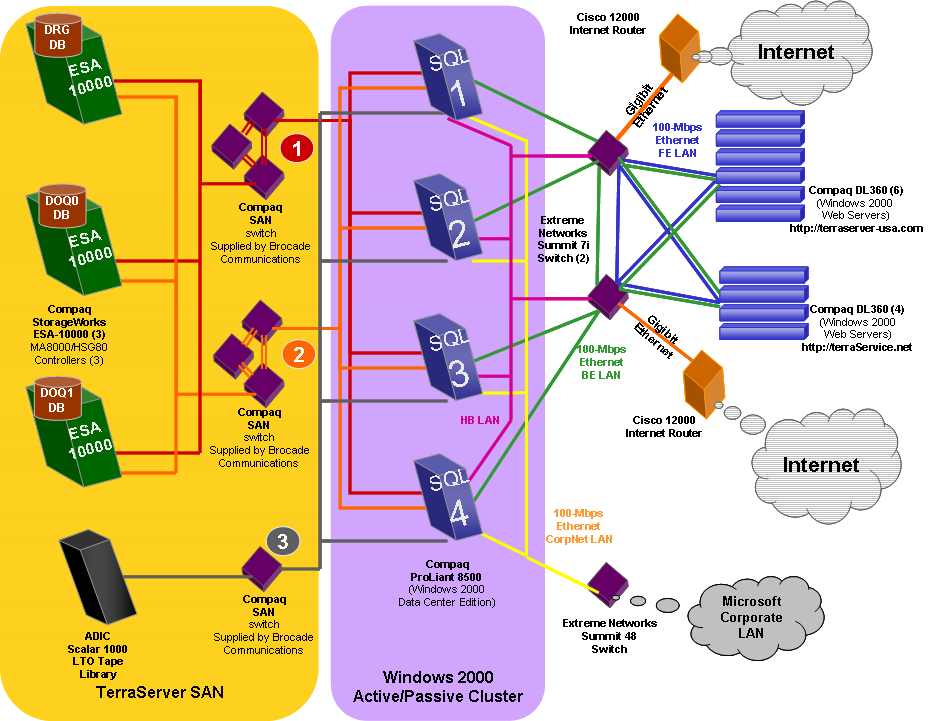 DRG
DB
ESA
10000
DOQ0
DB
ESA
10000
Compaq
StorageWorks
ESA-10000 (3)
MA8000/HSG80
Controllers (3)
DOQ1
DB
ESA
10000
ADIC
Scalar 1000
LTO Tape
Library
1
Compaq
SAN
switch
Supplied by Brocade
Communications
2
Compaq
SAN
switch
Supplied by Brocade
Communications
3
Compaq
SAN
switch
Supplied by Brocade
Communications
TerraServer SAN
SQL
1
SQL
2
SQL
3
SQL
4
HB LAN
Compaq
ProLiant 8500
(Windows 2000
Data Center Edition)
Windows 2000
Active/Passive Cluster
Cisco 12000
Internet Router
Internet
Gigibit
Ethernet
100-Mbps
Ethernet
FE LAN
Compaq DL360 (6)
(Windows 2000
Web Servers)
http://terraserver-usa.com
Extreme
Networks
Summit 7i
Switch (2)
Compaq DL360 (4)
(Windows 2000
Web Servers)
http://terraService.net
Gigibit
Ethernet
100-Mbps
Ethernet
BE LAN
Cisco 12000
Internet Router
Internet
100-Mbps
Ethernet
CorpNet LAN
Extreme Networks
Summit 48
Switch
Microsoft
Corporate
LAN